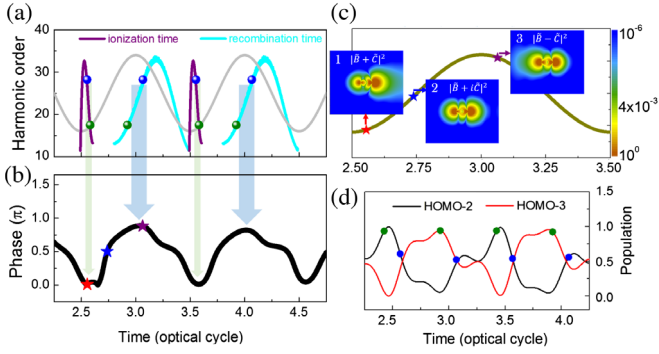 (a)
ionization time
recombination time
Harmonic order
40
30
20
10
(b)
Phase (π)
1.5
1.0
0.5
0.0
2.5
3.0
3.5
4.0
4.5
Time (optical cycle)
(c)
1 |B̃+C̃|²
2 |B̃+iC̃|²
3 |B̃−C̃|²
10⁻⁶
4×10⁻³
10⁰
2.50
2.75
3.00
3.25
3.50
(d)
HOMO-2
HOMO-3
1.5
1.0
0.5
0.0
Population
2.5
3.0
3.5
4.0
Time (optical cycle)